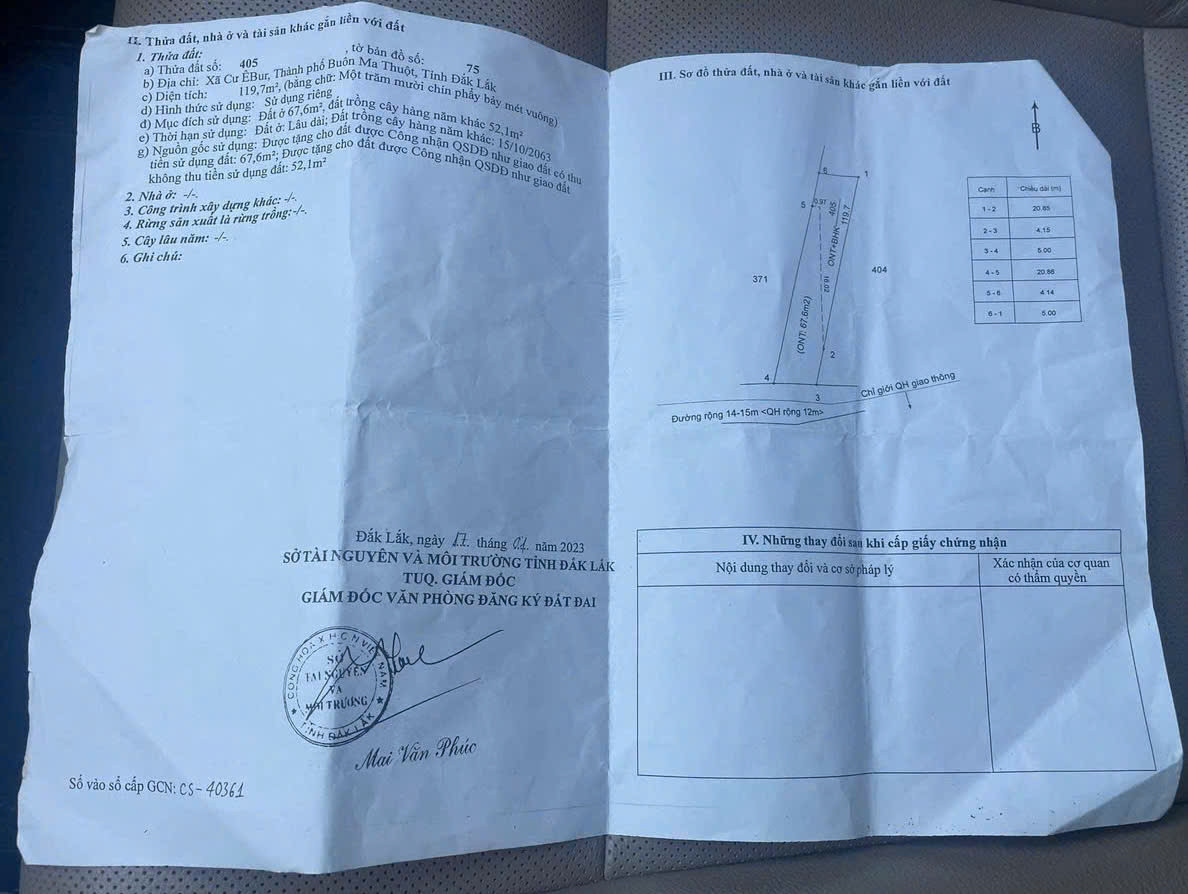 II. Thửa đất, nhà ở và tài sản khác gắn liền với đất
1. Thửa đất:
a) Thửa đất số: 405 , tờ bản đồ số: 75
b) Địa chỉ: Xã Cư ÊBur, Thành phố Buôn Ma Thuột, Tỉnh Đắk Lắk
c) Diện tích: 119,7m², (bằng chữ: Một trăm mười chín phẩy bảy mét vuông)
d) Hình thức sử dụng: Sử dụng riêng
đ) Mục đích sử dụng: Đất ở 67,6m², đất trồng cây hàng năm khác 52,1m²
e) Thời hạn sử dụng: Đất ở: Lâu dài; Đất trồng cây hàng năm khác: 15/10/2063
g) Nguồn gốc sử dụng: Được tặng cho đất được Công nhận QSDĐ như giao đất có thu
tiền sử dụng đất: 67,6m²; Được tặng cho đất được Công nhận QSDĐ như giao đất
không thu tiền sử dụng đất: 52,1m²
2. Nhà ở: -/-.
3. Công trình xây dựng khác: -/-.
4. Rừng sản xuất là rừng trồng: -/-.
5. Cây lâu năm: -/-.
6. Ghi chú:
Đắk Lắk, ngày 17. tháng 04. năm 2023
SỞ TÀI NGUYÊN VÀ MÔI TRƯỜNG TỈNH ĐẮK LẮK
TUQ. GIÁM ĐỐC
GIÁM ĐỐC VĂN PHÒNG ĐĂNG KÝ ĐẤT ĐAI
SỞ
TÀI NGUYÊN
VÀ
MÔI TRƯỜNG
TỈNH ĐẮK LẮK
Mai Văn Phúc
Số vào sổ cấp GCN: CS-40361
III. Sơ đồ thửa đất, nhà ở và tài sản khác gắn liền với đất
B
6
1
5
0.97
405
119.7
ONT+BHK
371
404
(ONT: 67.6m2)
2
4
3
Chỉ giới QH giao thông
Đường rộng 14-15m <QH rộng 12m>
Cạnh Chiều dài (m)
1 - 2 20.85
2 - 3 4.15
3 - 4 5.00
4 - 5 20.88
5 - 6 4.14
6 - 1 5.00
IV. Những thay đổi sau khi cấp giấy chứng nhận
Nội dung thay đổi và cơ sở pháp lý
Xác nhận của cơ quan
có thẩm quyền